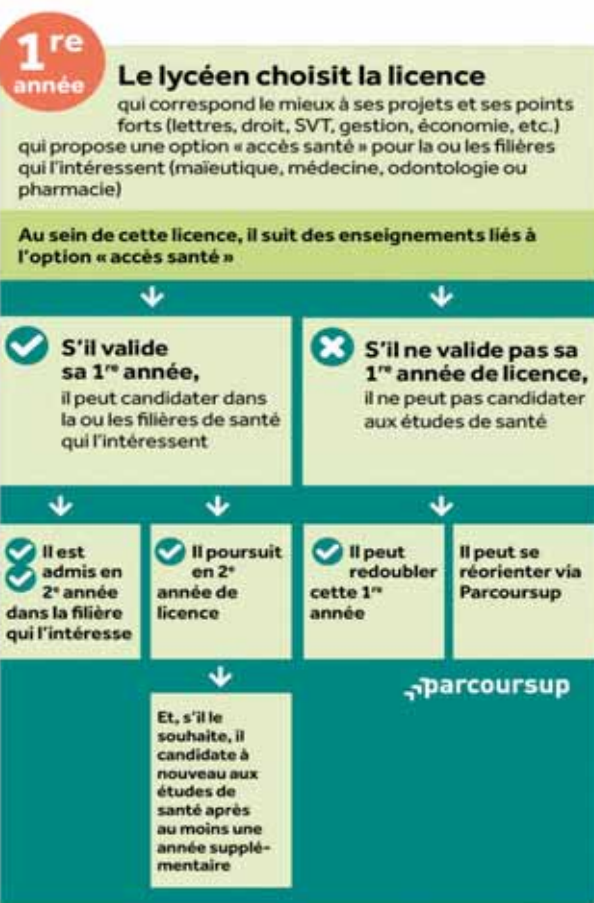 1re
année
Le lycéen choisit la licence
qui correspond le mieux à ses projets et ses points
forts (lettres, droit, SVT, gestion, économie, etc.)
qui propose une option « accès santé » pour la ou les filières
qui l'intéressent (maïeutique, médecine, odontologie ou
pharmacie)
Au sein de cette licence, il suit des enseignements liés à
l'option « accès santé »
S'il valide
sa 1re année,
il peut candidater dans
la ou les filières de santé
qui l'intéressent
S'il ne valide pas sa
1re année de licence,
il ne peut pas candidater
aux études de santé
Il est
admis en
2e année
dans la filière
qui l'intéresse
Il poursuit
en 2e
année de
licence
Il peut
redoubler
cette 1re
année
Il peut se
réorienter via
Parcoursup
Et, s'il le
souhaite, il
candidate à
nouveau aux
études de
santé après
au moins une
année supplé-
mentaire
parcoursup